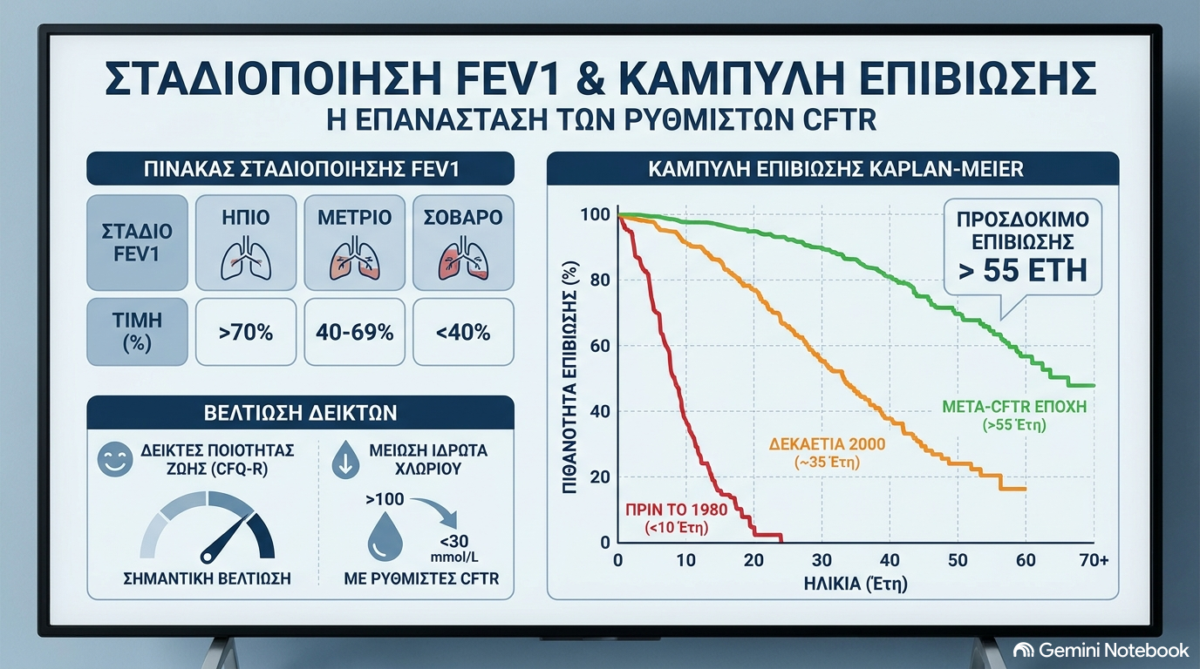 ΣΤΑΔΙΟΠΟΙΗΣΗ FEV1 & ΚΑΜΠΥΛΗ ΕΠΙΒΙΩΣΗΣ
Η ΕΠΑΝΑΣΤΑΣΗ ΤΩΝ ΡΥΘΜΙΣΤΩΝ CFTR
ΠΙΝΑΚΑΣ ΣΤΑΔΙΟΠΟΙΗΣΗΣ FEV1
ΣΤΑΔΙΟ
FEV1
ΗΠΙΟ
ΜΕΤΡΙΟ
ΣΟΒΑΡΟ
ΤΙΜΗ
(%)
>70%
40-69%
<40%
ΒΕΛΤΙΩΣΗ ΔΕΙΚΤΩΝ
ΔΕΙΚΤΕΣ ΠΟΙΟΤΗΤΑΣ
ΖΩΗΣ (CFQ-R)
ΣΗΜΑΝΤΙΚΗ ΒΕΛΤΙΩΣΗ
ΜΕΙΩΣΗ ΙΔΡΩΤΑ
ΧΛΩΡΙΟΥ
>100
<30
mmol/L
ΜΕ ΡΥΘΜΙΣΤΕΣ CFTR
ΚΑΜΠΥΛΗ ΕΠΙΒΙΩΣΗΣ KAPLAN-MEIER
ΠΙΘΑΝΟΤΗΤΑ ΕΠΙΒΙΩΣΗΣ (%)
100
80
60
40
20
0
ΠΡΟΣΔΟΚΙΜΟ
ΕΠΙΒΙΩΣΗΣ
> 55 ΕΤΗ
ΜΕΤΑ-CFTR ΕΠΟΧΗ
(>55 Έτη)
ΔΕΚΑΕΤΙΑ 2000
(~35 Έτη)
ΠΡΙΝ ΤΟ 1980
(<10 Έτη)
0 10 20 30 40 50 60 70+
ΗΛΙΚΙΑ (Έτη)
Gemini Notebook